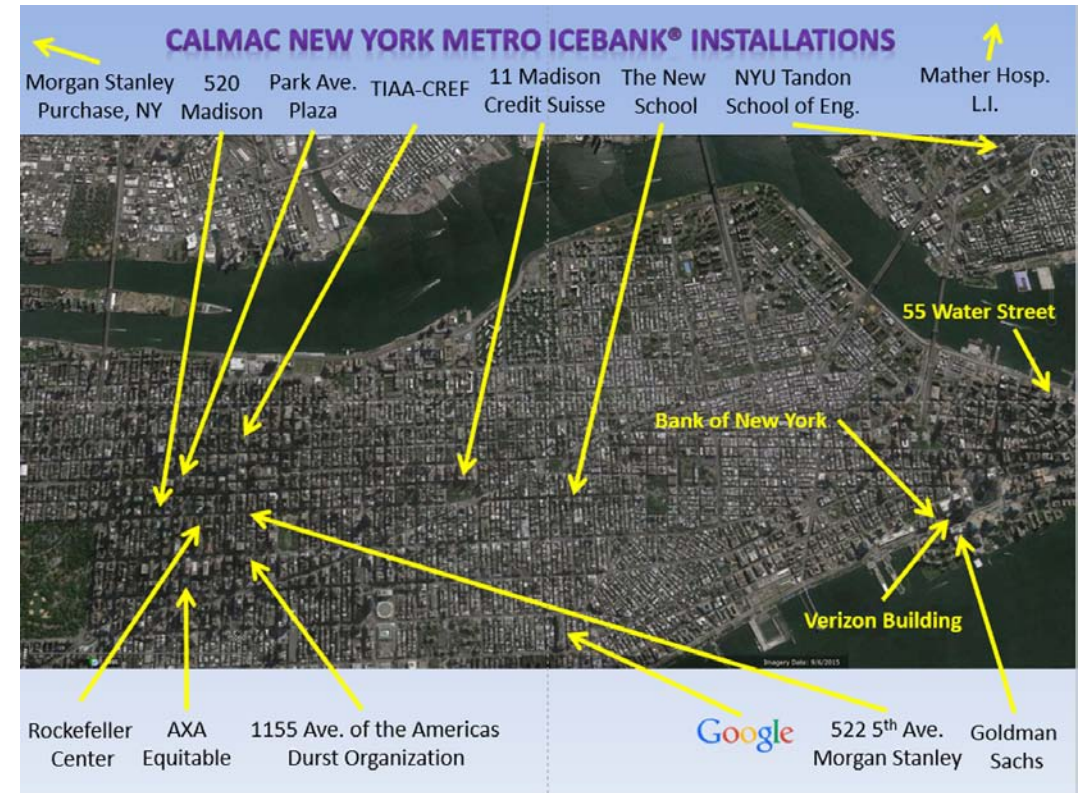 CALMAC NEW YORK METRO ICEBANK® INSTALLATIONS
Morgan Stanley
Purchase, NY
520
Madison
Park Ave.
Plaza
TIAA-CREF
11 Madison
Credit Suisse
The New
School
NYU Tandon
School of Eng.
Mather Hosp.
L.I.
55 Water Street
Bank of New York
Verizon Building
Imagery Date: 9/6/2015
Rockefeller
Center
AXA
Equitable
1155 Ave. of the Americas
Durst Organization
Google
522 5th Ave.
Morgan Stanley
Goldman
Sachs